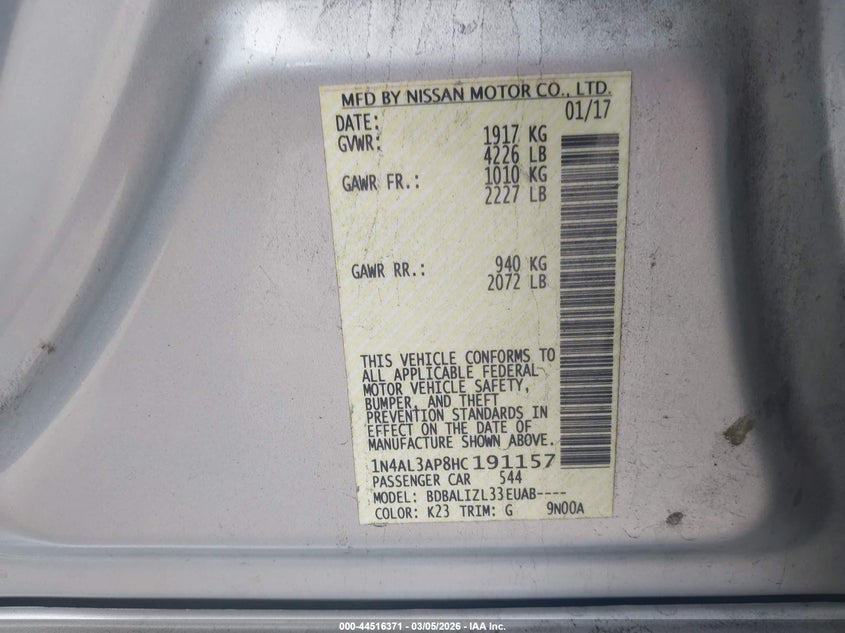 MFD BY NISSAN MOTOR CO., LTD.
DATE: 01/17
GVWR: 1917 KG
4226 LB
GAWR FR.: 1010 KG
2227 LB
GAWR RR.: 940 KG
2072 LB
THIS VEHICLE CONFORMS TO
ALL APPLICABLE FEDERAL
MOTOR VEHICLE SAFETY,
BUMPER, AND THEFT
PREVENTION STANDARDS IN
EFFECT ON THE DATE OF
MANUFACTURE SHOWN ABOVE.
1N4AL3AP8HC191157
PASSENGER CAR 544
MODEL: BDBALIZL33EUAB----
COLOR: K23 TRIM: G 9N00A
000-44516371 - 03/05/2026 - IAA Inc.